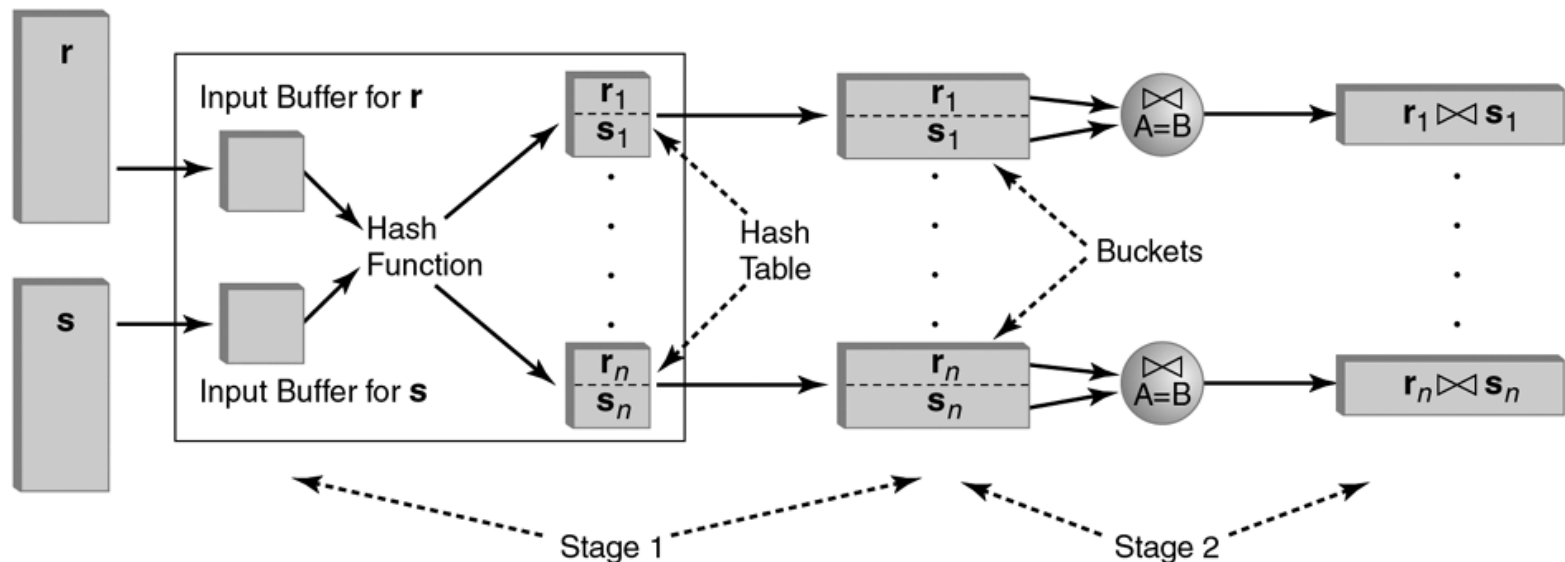 r
Input Buffer for r
r₁
s₁
r₁
s₁
⋈
A=B
r₁ ⋈ s₁
Hash
Function
Hash
Table
Buckets
s
Input Buffer for s
rₙ
sₙ
rₙ
sₙ
⋈
A=B
rₙ ⋈ sₙ
Stage 1
Stage 2